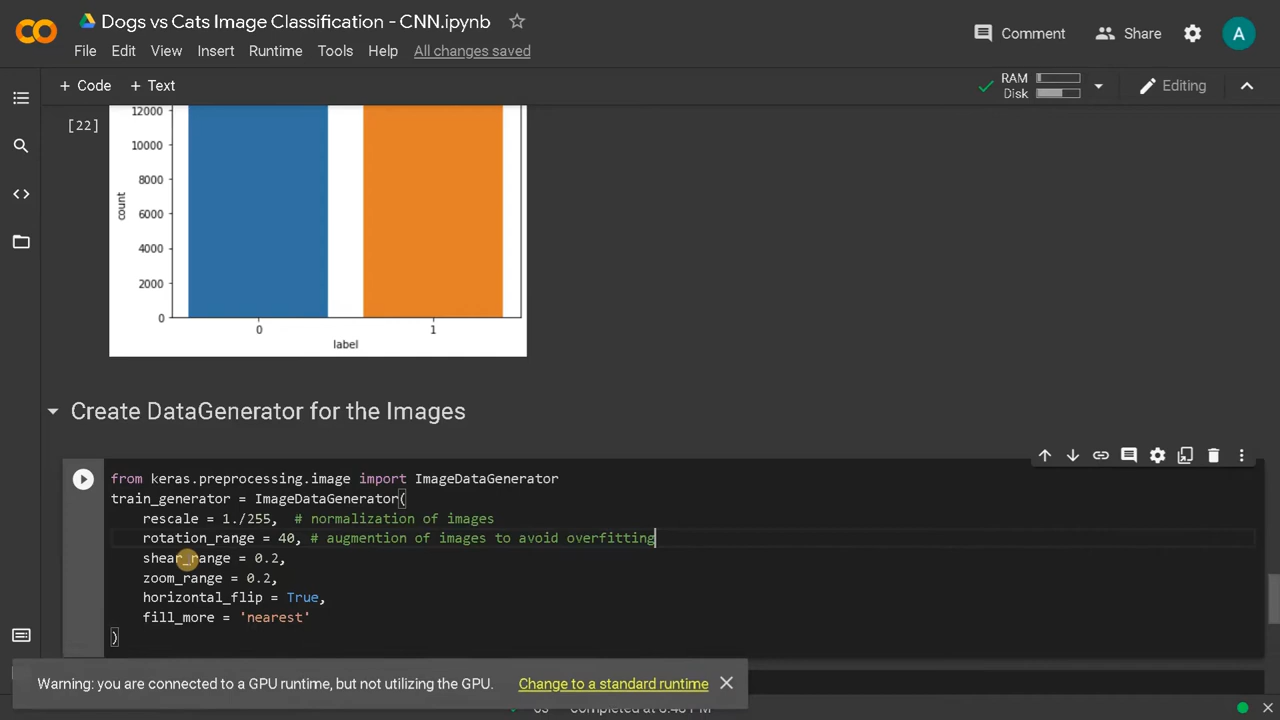 Dogs vs Cats Image Classification - CNN.ipynb
File Edit View Insert Runtime Tools Help All changes saved
Comment Share A
+ Code + Text
RAM
Disk
Editing
[22]
12000
10000
8000
6000
4000
2000
0
count
0 1
label
Create DataGenerator for the Images
from keras.preprocessing.image import ImageDataGenerator
train_generator = ImageDataGenerator(
rescale = 1./255, # normalization of images
rotation_range = 40, # augmention of images to avoid overfitting
shear_range = 0.2,
zoom_range = 0.2,
horizontal_flip = True,
fill_more = 'nearest'
)
Warning: you are connected to a GPU runtime, but not utilizing the GPU. Change to a standard runtime